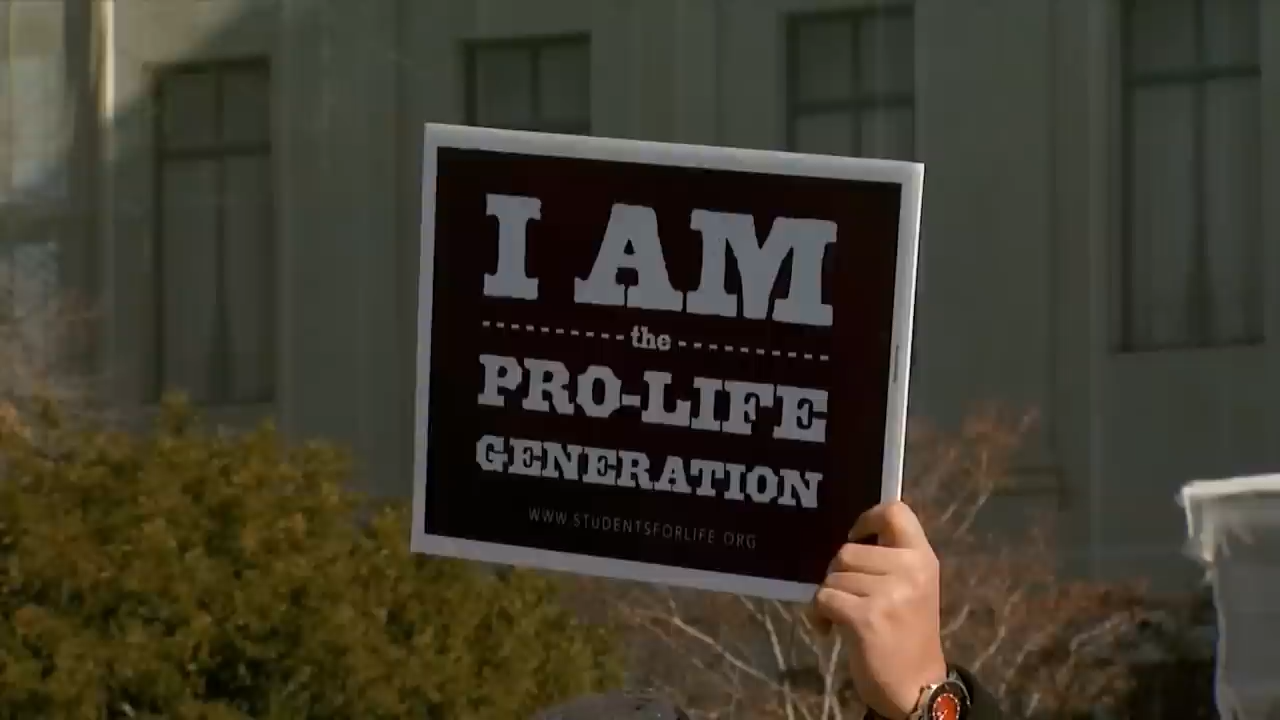 I AM
the
PRO-LIFE
GENERATION
WWW.STUDENTSFORLIFE.ORG